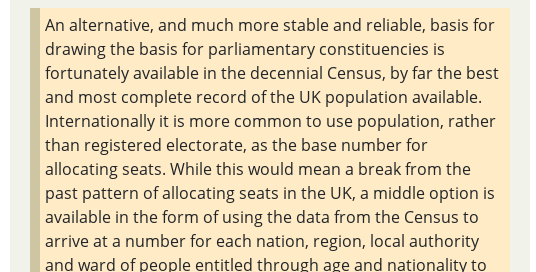 An alternative, and much more stable and reliable, basis for
drawing the basis for parliamentary constituencies is
fortunately available in the decennial Census, by far the best
and most complete record of the UK population available.
Internationally it is more common to use population, rather
than registered electorate, as the base number for
allocating seats. While this would mean a break from the
past pattern of allocating seats in the UK, a middle option is
available in the form of using the data from the Census to
arrive at a number for each nation, region, local authority
and ward of people entitled through age and nationality to